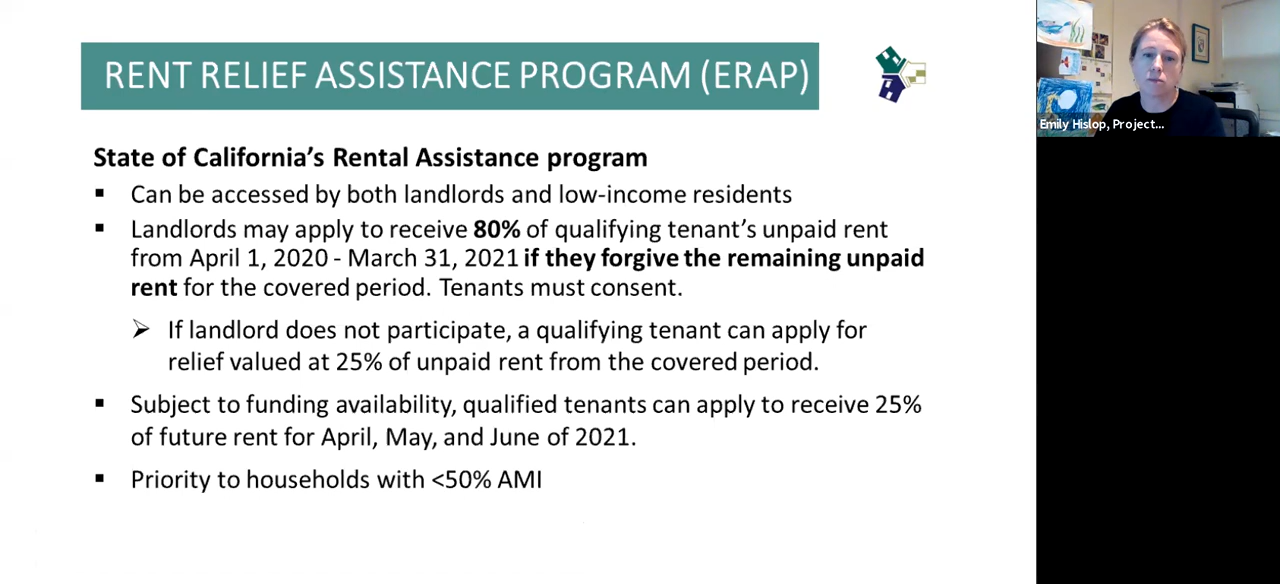 RENT RELIEF ASSISTANCE PROGRAM (ERAP)
State of California's Rental Assistance program
▪ Can be accessed by both landlords and low-income residents
▪ Landlords may apply to receive 80% of qualifying tenant's unpaid rent
from April 1, 2020 - March 31, 2021 if they forgive the remaining unpaid
rent for the covered period. Tenants must consent.
➢ If landlord does not participate, a qualifying tenant can apply for
relief valued at 25% of unpaid rent from the covered period.
▪ Subject to funding availability, qualified tenants can apply to receive 25%
of future rent for April, May, and June of 2021.
▪ Priority to households with <50% AMI
Emily Hislop, Project...